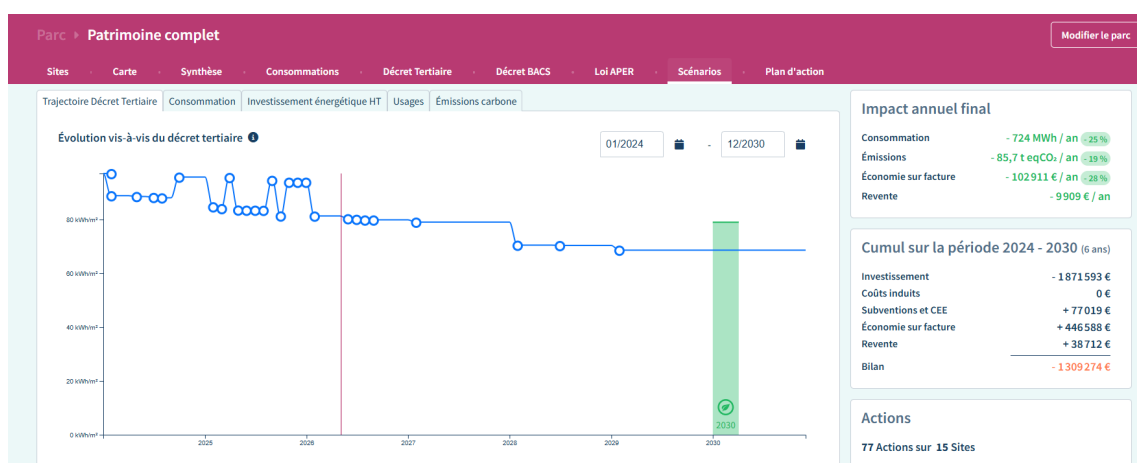 Parc ▸ Patrimoine complet
Modifier le parc
Sites · Carte · Synthèse · Consommations · Décret Tertiaire · Décret BACS · Loi APER · Scénarios · Plan d'action
Trajectoire Décret Tertiaire Consommation Investissement énergétique HT Usages Émissions carbone
Évolution vis-à-vis du décret tertiaire
01/2024 - 12/2030
80 kWh/m²
60 kWh/m²
40 kWh/m²
20 kWh/m²
0 kWh/m²
2025 2026 2027 2028 2029 2030
2030
Impact annuel final
Consommation - 724 MWh / an - 25 %
Émissions - 85,7 t eqCO₂ / an - 19 %
Économie sur facture - 102 911 € / an - 28 %
Revente - 9 909 € / an
Cumul sur la période 2024 - 2030 (6 ans)
Investissement - 1 871 593 €
Coûts induits 0 €
Subventions et CEE + 77 019 €
Économie sur facture + 446 588 €
Revente + 38 712 €
Bilan - 1 309 274 €
Actions
77 Actions sur 15 Sites